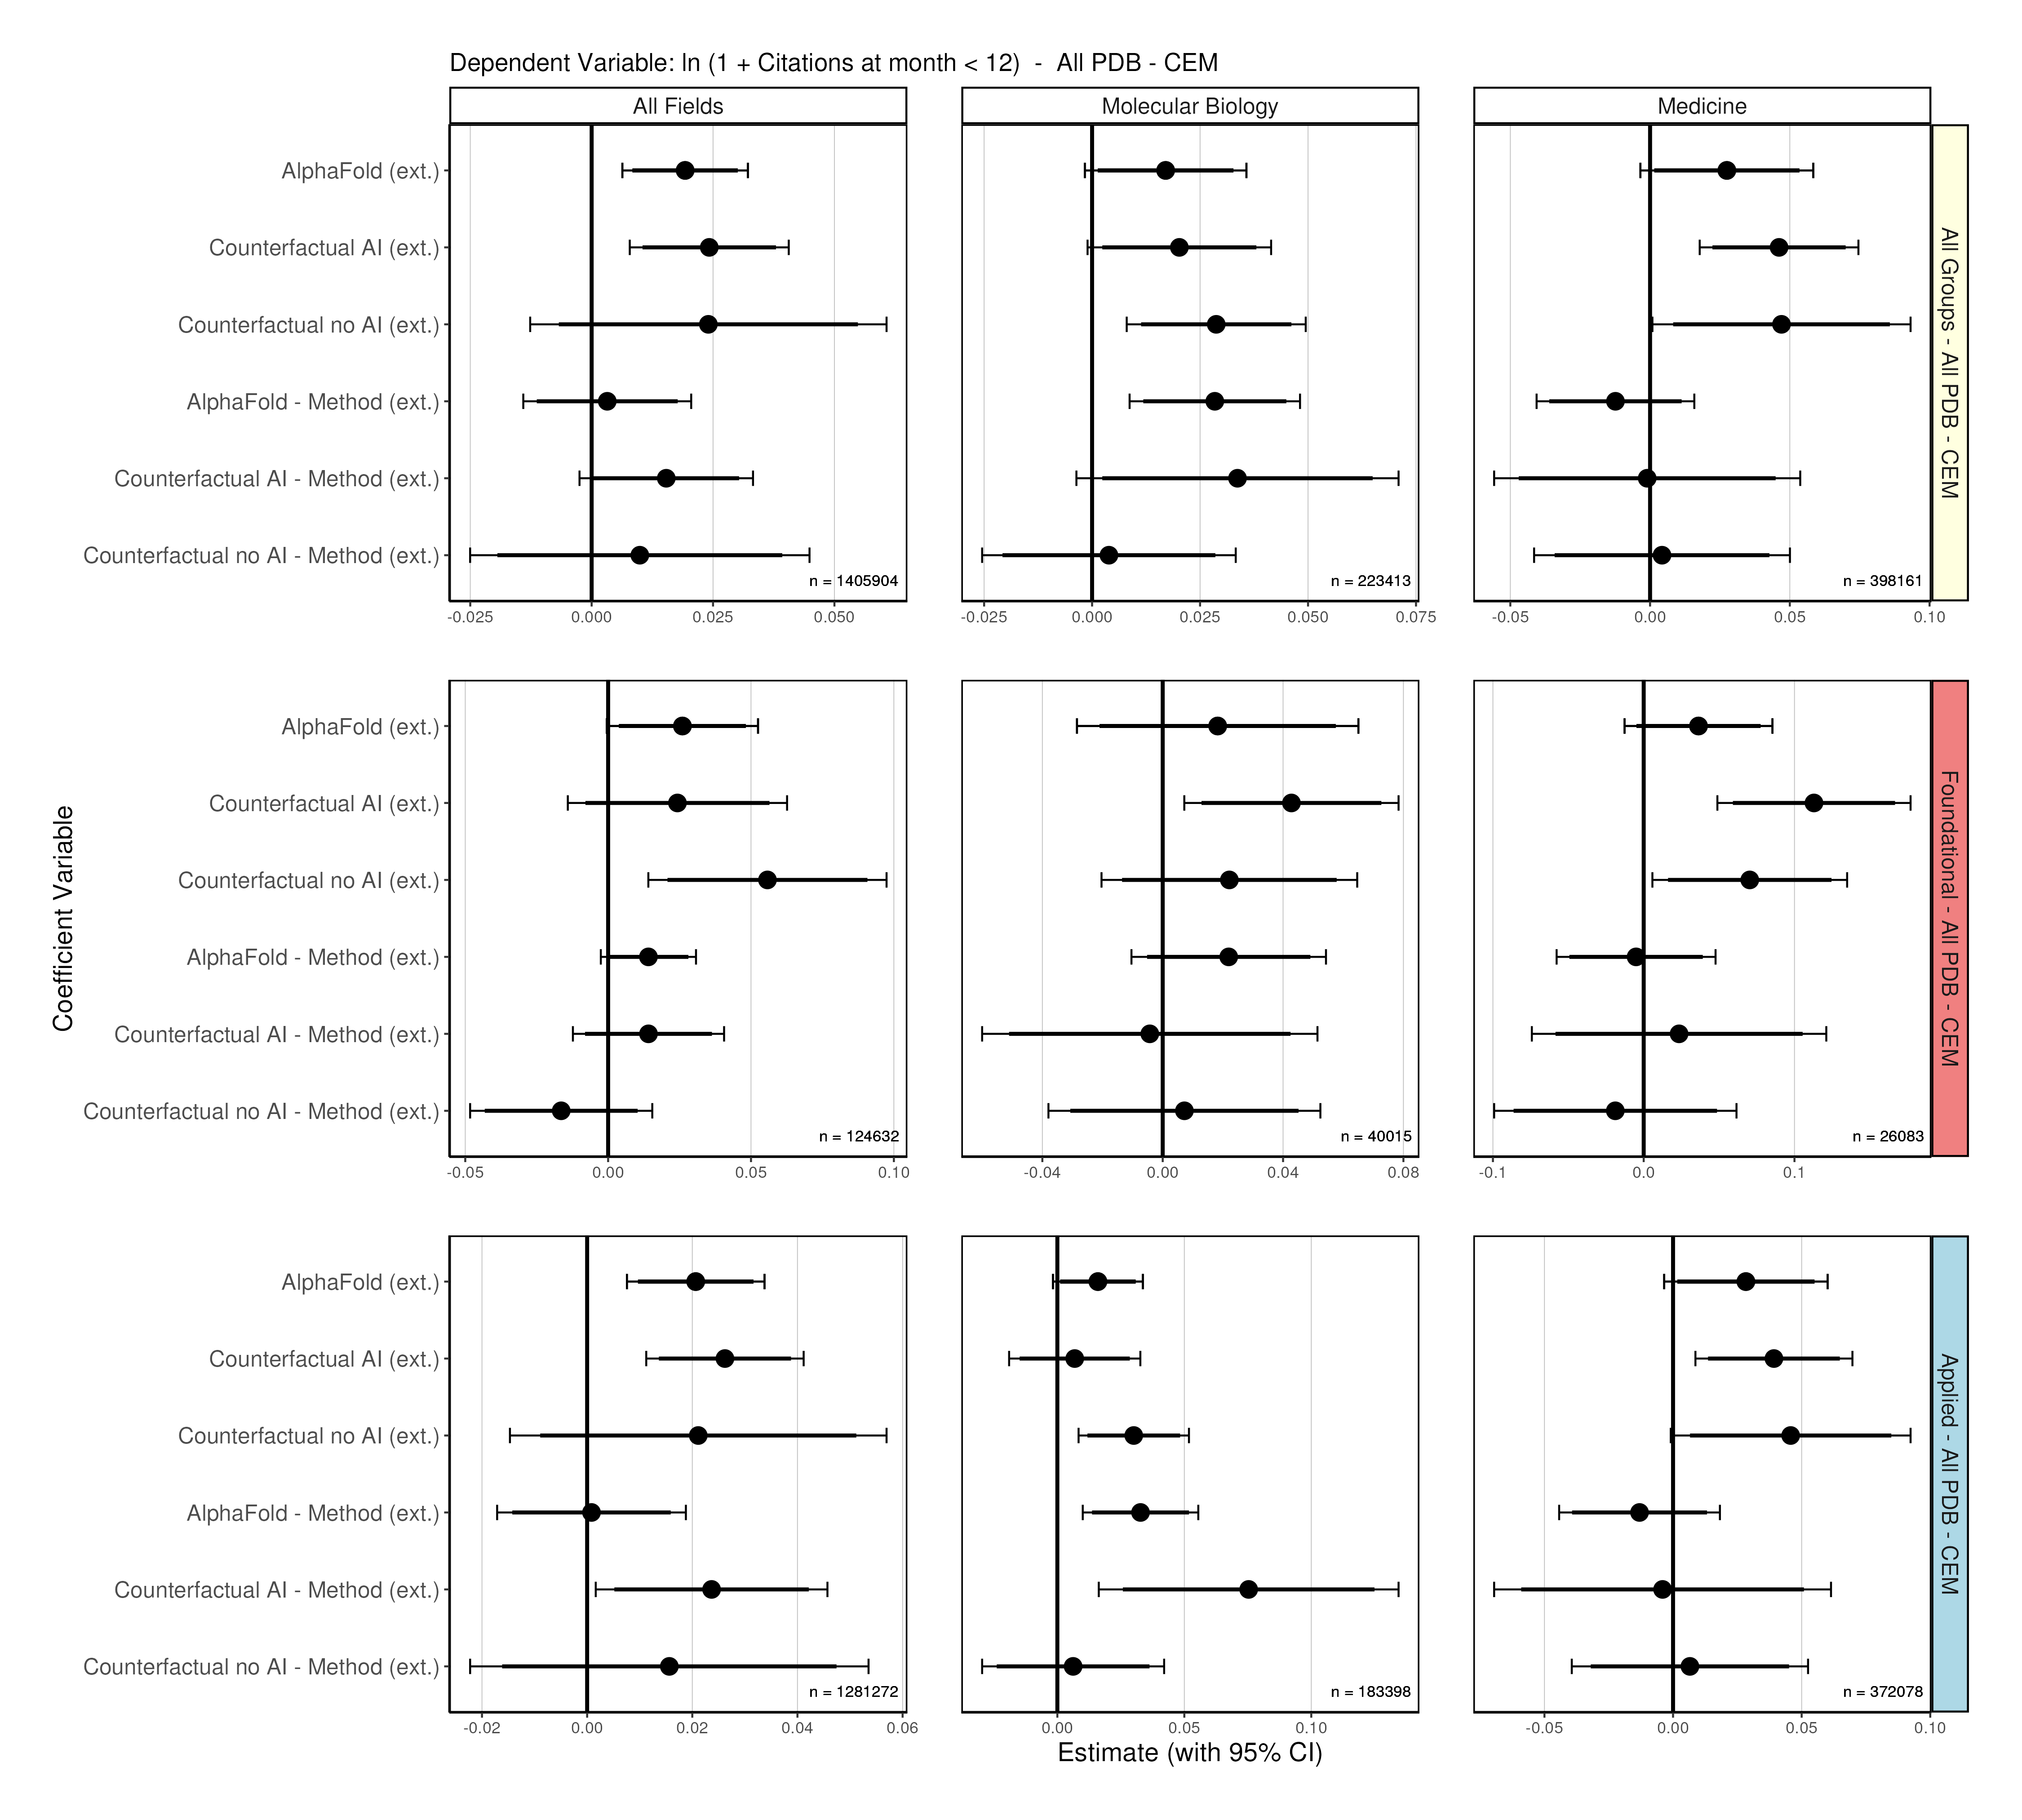 Dependent Variable: ln (1 + Citations at month < 12)  -  All PDB - CEM
All Fields
Molecular Biology
Medicine
AlphaFold (ext.)
Counterfactual AI (ext.)
Counterfactual no AI (ext.)
AlphaFold - Method (ext.)
Counterfactual AI - Method (ext.)
Counterfactual no AI - Method (ext.)
n = 1405904
n = 223413
n = 398161
-0.025 0.000 0.025 0.050
-0.025 0.000 0.025 0.050 0.075
-0.05 0.00 0.05 0.10
All Groups - All PDB - CEM
Coefficient Variable
AlphaFold (ext.)
Counterfactual AI (ext.)
Counterfactual no AI (ext.)
AlphaFold - Method (ext.)
Counterfactual AI - Method (ext.)
Counterfactual no AI - Method (ext.)
n = 124632
n = 40015
n = 26083
-0.05 0.00 0.05 0.10
-0.04 0.00 0.04 0.08
-0.1 0.0 0.1
Foundational - All PDB - CEM
AlphaFold (ext.)
Counterfactual AI (ext.)
Counterfactual no AI (ext.)
AlphaFold - Method (ext.)
Counterfactual AI - Method (ext.)
Counterfactual no AI - Method (ext.)
n = 1281272
n = 183398
n = 372078
-0.02 0.00 0.02 0.04 0.06
0.00 0.05 0.10
-0.05 0.00 0.05 0.10
Applied - All PDB - CEM
Estimate (with 95% CI)